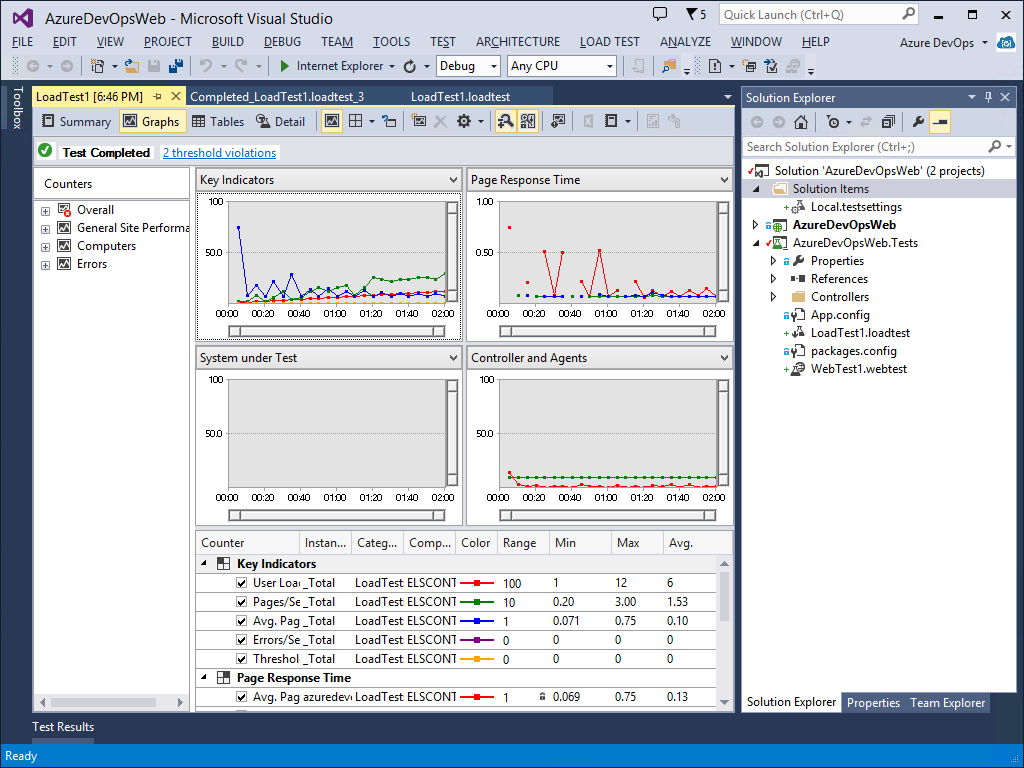 AzureDevOpsWeb - Microsoft Visual Studio
5
Quick Launch (Ctrl+Q)
FILE EDIT VIEW PROJECT BUILD DEBUG TEAM TOOLS TEST ARCHITECTURE LOAD TEST ANALYZE WINDOW HELP Azure DevOps
Internet Explorer Debug Any CPU
Toolbox
LoadTest1 [6:46 PM] Completed_LoadTest1.loadtest_3 LoadTest1.loadtest
Summary Graphs Tables Detail
Test Completed 2 threshold violations
Counters
Overall
General Site Performa
Computers
Errors
Key Indicators
100
50.0
00:00 00:20 00:40 01:00 01:20 01:40 02:00
Page Response Time
100
0.50
00:00 00:20 00:40 01:00 01:20 01:40 02:00
System under Test
100
50.0
00:00 00:20 00:40 01:00 01:20 01:40 02:00
Controller and Agents
100
50.0
00:00 00:20 00:40 01:00 01:20 01:40 02:00
Counter Instan... Categ... Comp... Color Range Min Max Avg.
Key Indicators
User Loa _Total LoadTest ELSCONT 100 1 12 6
Pages/Se _Total LoadTest ELSCONT 10 0.20 3.00 1.53
Avg. Pag _Total LoadTest ELSCONT 1 0.071 0.75 0.10
Errors/Se _Total LoadTest ELSCONT 0 0 0 0
Threshol _Total LoadTest ELSCONT 0 0 0 0
Page Response Time
Avg. Pag azuredev LoadTest ELSCONT 1 0.069 0.75 0.13
Solution Explorer
Search Solution Explorer (Ctrl+;)
Solution 'AzureDevOpsWeb' (2 projects)
Solution Items
Local.testsettings
AzureDevOpsWeb
AzureDevOpsWeb.Tests
Properties
References
Controllers
App.config
LoadTest1.loadtest
packages.config
WebTest1.webtest
Solution Explorer Properties Team Explorer
Test Results
Ready